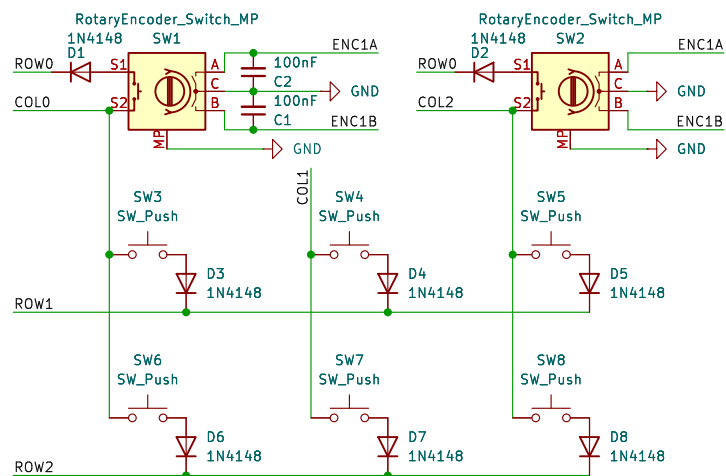 RotaryEncoder_Switch_MP
RotaryEncoder_Switch_MP
1N4148
SW1
1N4148
SW2
D1
D2
ENC1A
ENC1A
ROW0
S1
A
100nF
C2
ROW0
S1
A
C
GND
C
GND
COL0
S2
B
100nF
C1
COL2
S2
B
ENC1B
ENC1B
MP
GND
MP
GND
COL1
SW3
SW_Push
SW4
SW_Push
SW5
SW_Push
D3
1N4148
D4
1N4148
D5
1N4148
ROW1
SW6
SW_Push
SW7
SW_Push
SW8
SW_Push
D6
1N4148
D7
1N4148
D8
1N4148
ROW2